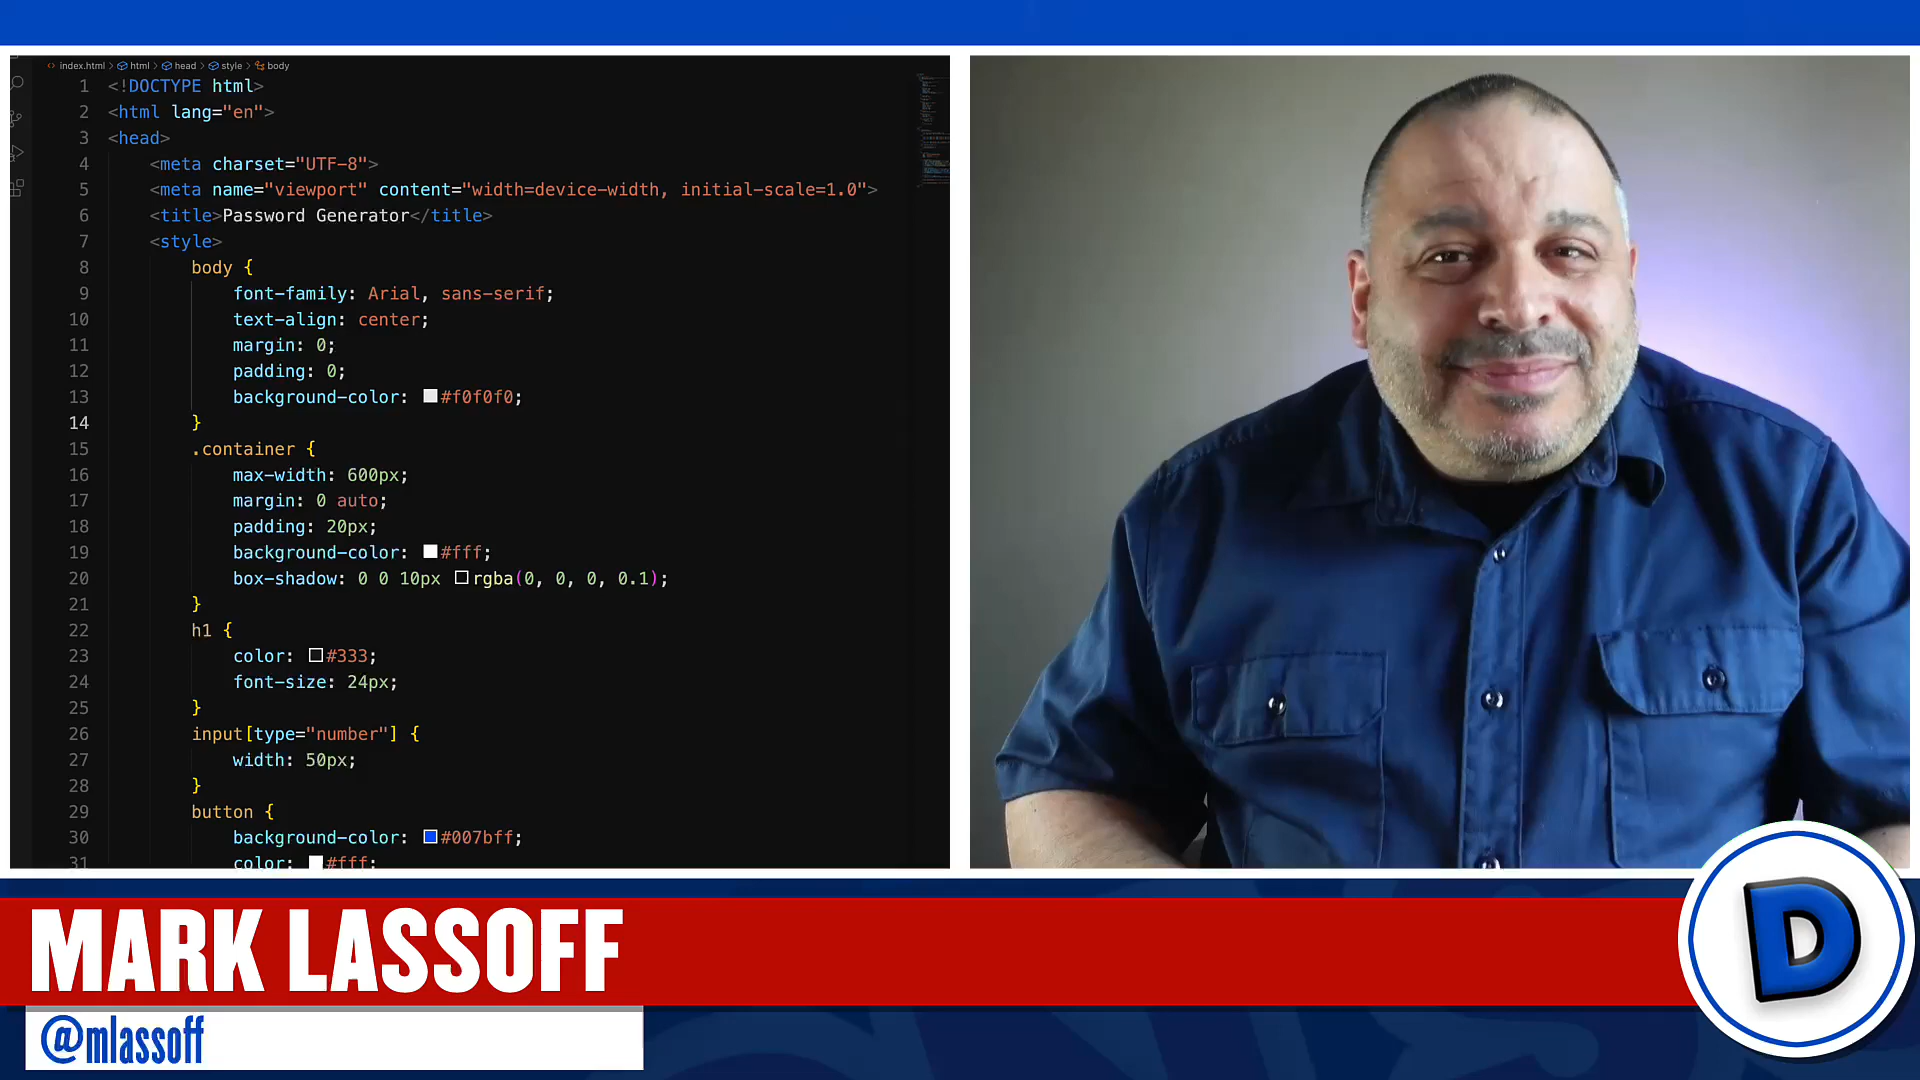 index.html > html > head > style > body
1 <!DOCTYPE html>
2 <html lang="en">
3 <head>
4 <meta charset="UTF-8">
5 <meta name="viewport" content="width=device-width, initial-scale=1.0">
6 <title>Password Generator</title>
7 <style>
8 body {
9 font-family: Arial, sans-serif;
10 text-align: center;
11 margin: 0;
12 padding: 0;
13 background-color: #f0f0f0;
14 }
15 .container {
16 max-width: 600px;
17 margin: 0 auto;
18 padding: 20px;
19 background-color: #fff;
20 box-shadow: 0 0 10px rgba(0, 0, 0, 0.1);
21 }
22 h1 {
23 color: #333;
24 font-size: 24px;
25 }
26 input[type="number"] {
27 width: 50px;
28 }
29 button {
30 background-color: #007bff;
31 color: #fff;
MARK LASSOFF
@mlassoff
D